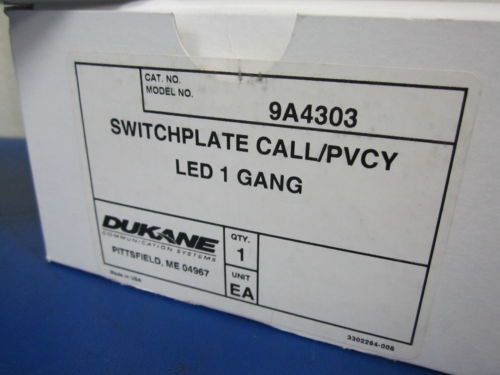 CAT. NO.
MODEL NO.
9A4303
SWITCHPLATE CALL/PVCY
LED 1 GANG
DUKANE
COMMUNICATION SYSTEMS
PITTSFIELD, ME 04967
QTY.
1
UNIT
EA
Made in USA
3302284-006